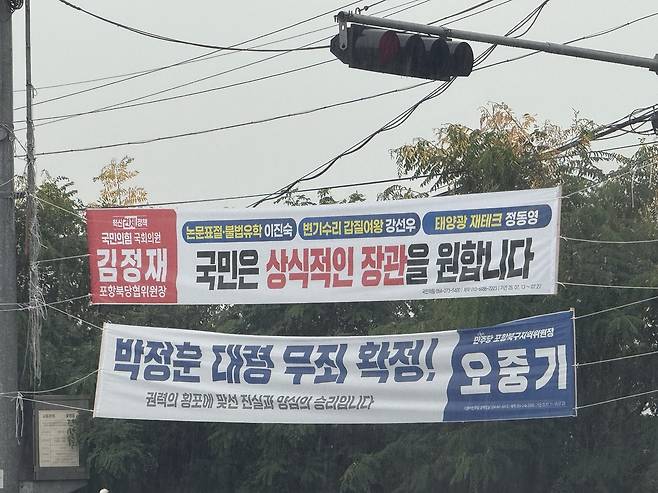 혁신 경제 정책
국민의힘 국회의원
김정재
포항북당협위원장
논문표절·불법유학 이진숙
변기수리 갑질여왕 강선우
태양광 재테크 정동영
국민은 상식적인 장관을 원합니다
민주당 포항북구지역위원장
오중기
박정훈 대령 무죄 확정!
권력의 횡포에 맞선 진실과 양심의 승리입니다